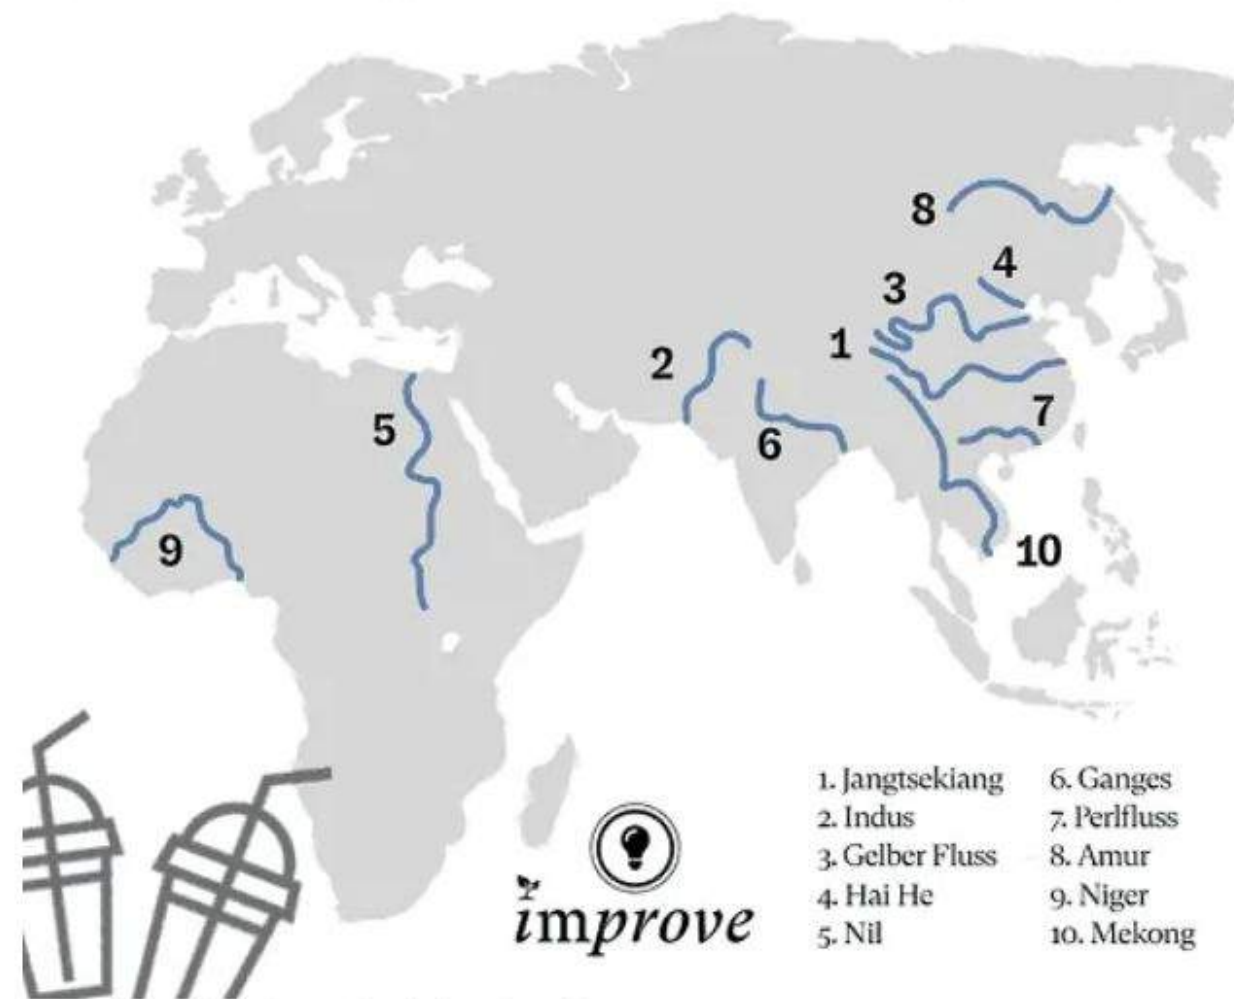 8
4
3
1
2
7
5
6
9
10
improve
1. Jangtsekiang
2. Indus
3. Gelber Fluss
4. Hai He
5. Nil
6. Ganges
7. Perlfluss
8. Amur
9. Niger
10. Mekong